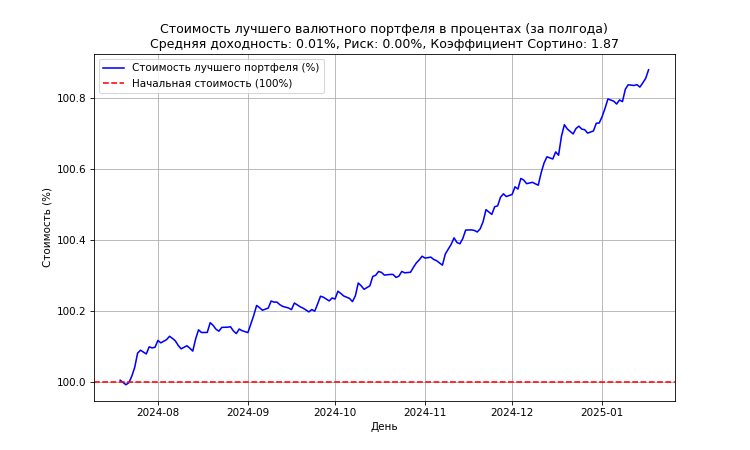 Стоимость лучшего валютного портфеля в процентах (за полгода)
Средняя доходность: 0.01%, Риск: 0.00%, Коэффициент Сортино: 1.87
Стоимость лучшего портфеля (%)
Начальная стоимость (100%)
Стоимость (%)
100.8
100.6
100.4
100.2
100.0
2024-08 2024-09 2024-10 2024-11 2024-12 2025-01
День